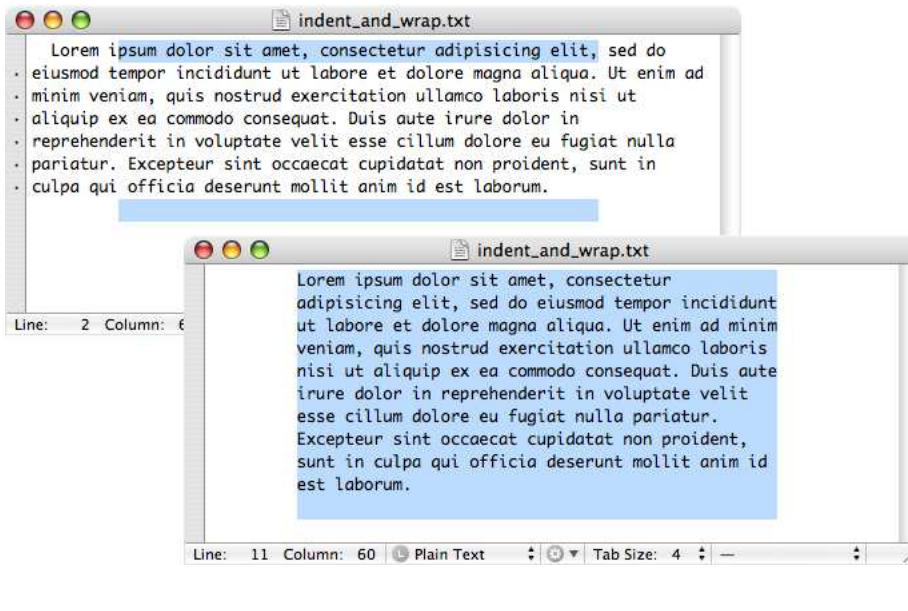 indent_and_wrap.txt
Lorem ipsum dolor sit amet, consectetur adipisicing elit, sed do
eiusmod tempor incididunt ut labore et dolore magna aliqua. Ut enim ad
minim veniam, quis nostrud exercitation ullamco laboris nisi ut
aliquip ex ea commodo consequat. Duis aute irure dolor in
reprehenderit in voluptate velit esse cillum dolore eu fugiat nulla
pariatur. Excepteur sint occaecat cupidatat non proident, sunt in
culpa qui officia deserunt mollit anim id est laborum.
Line: 2 Column:
indent_and_wrap.txt
Lorem ipsum dolor sit amet, consectetur
adipisicing elit, sed do eiusmod tempor incididunt
ut labore et dolore magna aliqua. Ut enim ad minim
veniam, quis nostrud exercitation ullamco laboris
nisi ut aliquip ex ea commodo consequat. Duis aute
irure dolor in reprehenderit in voluptate velit
esse cillum dolore eu fugiat nulla pariatur.
Excepteur sint occaecat cupidatat non proident,
sunt in culpa qui officia deserunt mollit anim id
est laborum.
Line: 11 Column: 60 L Plain Text Tab Size: 4 —